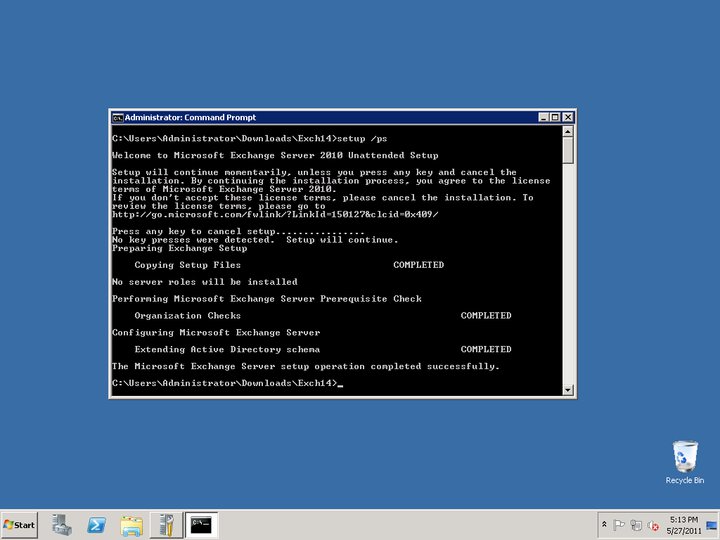 Administrator: Command Prompt
C:\Users\Administrator\Downloads\Exch14>setup /ps
Welcome to Microsoft Exchange Server 2010 Unattended Setup
Setup will continue momentarily, unless you press any key and cancel the
installation. By continuing the installation process, you agree to the license
terms of Microsoft Exchange Server 2010.
If you don't accept these license terms, please cancel the installation. To
review the license terms, please go to
http://go.microsoft.com/fwlink/?LinkId=150127&clcid=0x409/
Press any key to cancel setup................
No key presses were detected.  Setup will continue.
Preparing Exchange Setup
Copying Setup Files COMPLETED
No server roles will be installed
Performing Microsoft Exchange Server Prerequisite Check
Organization Checks COMPLETED
Configuring Microsoft Exchange Server
Extending Active Directory schema COMPLETED
The Microsoft Exchange Server setup operation completed successfully.
C:\Users\Administrator\Downloads\Exch14>_
Recycle Bin
Start
5:13 PM
5/27/2011